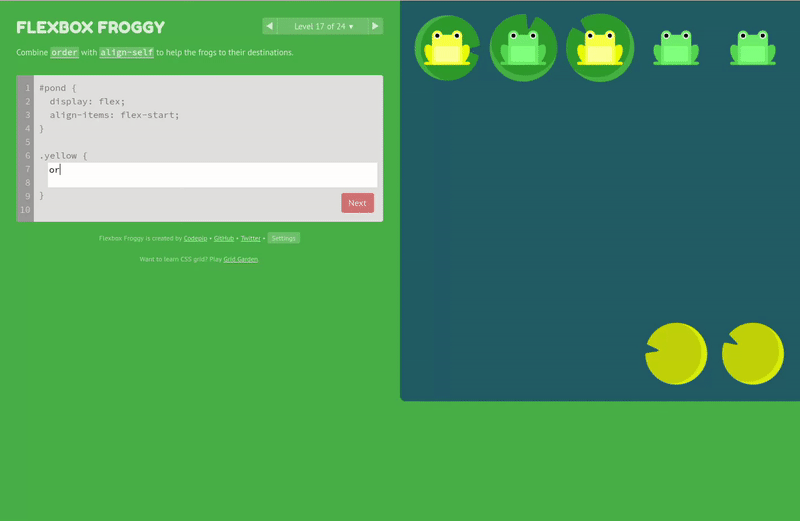 FLEXBOX FROGGY
◀ Level 17 of 24 ▾ ▶
Combine order with align-self to help the frogs to their destinations.
1 #pond {
2 display: flex;
3 align-items: flex-start;
4 }
5
6 .yellow {
7 or
8
9 }
10
Next
Flexbox Froggy is created by Codepip • GitHub • Twitter • Settings
Want to learn CSS grid? Play Grid Garden.